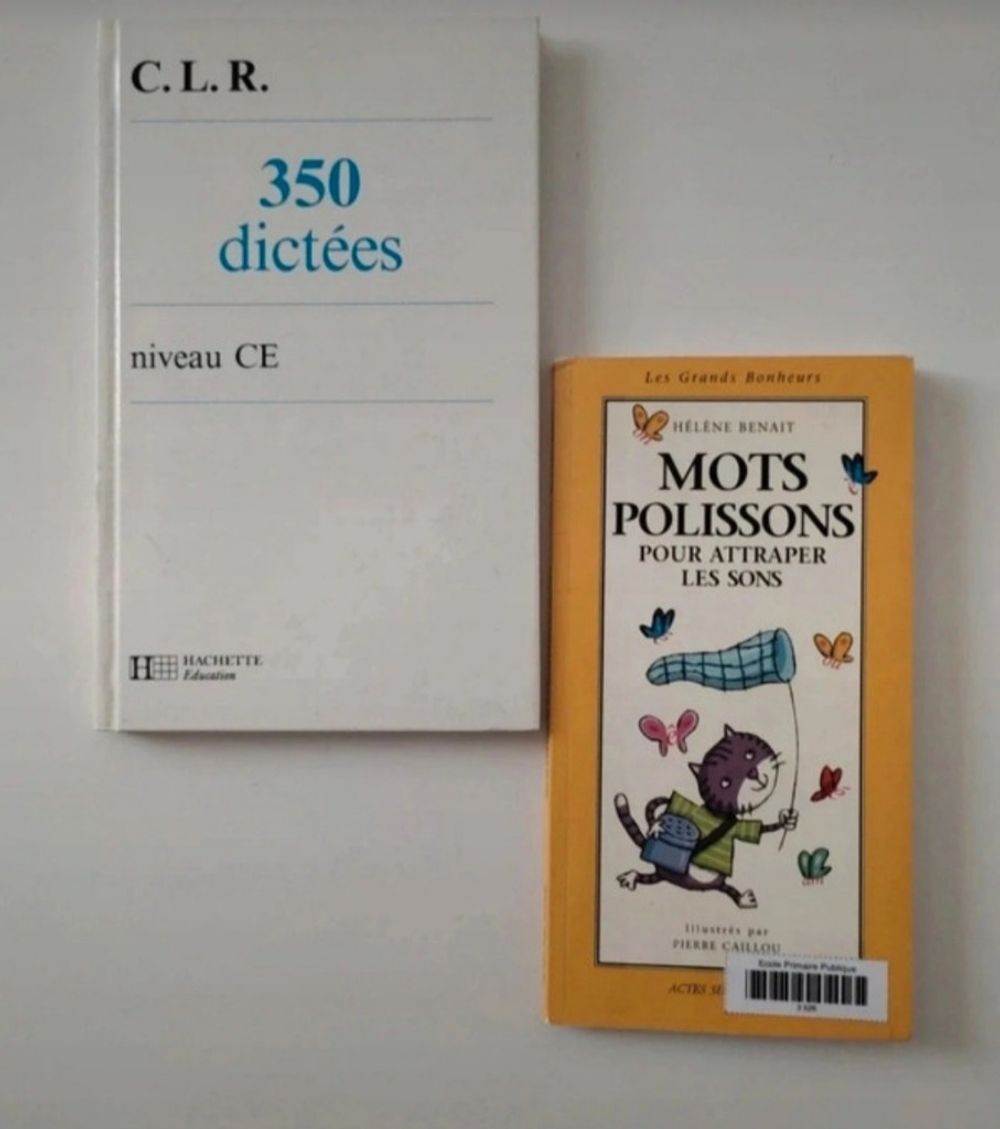 C. L. R.
350
dictées
niveau CE
HACHETTE
Education
Les Grands Bonheurs
HÉLÈNE BENAIT
MOTS
POLISSONS
POUR ATTRAPER
LES SONS
Illustrés par
PIERRE CAILLOU
Ecole Primaire Publique
ACTES